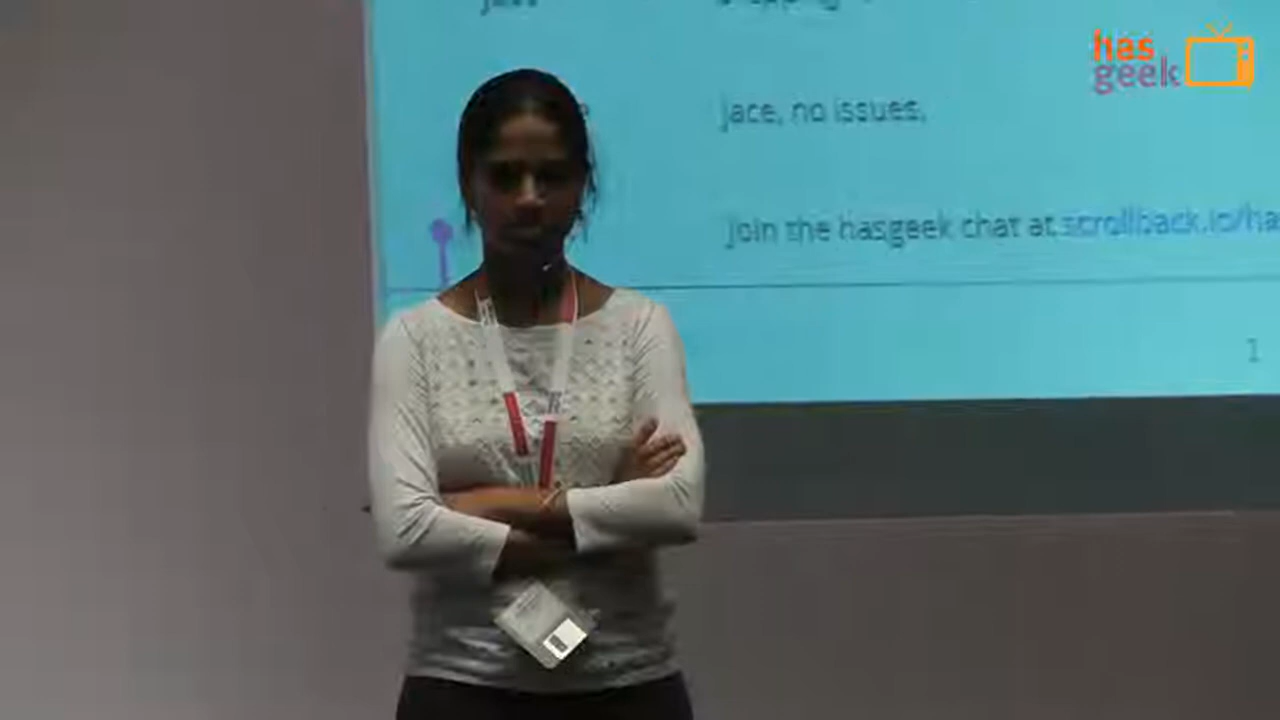 has
geek
jace, no issues,
Join the hasgeek chat at scrollback.io/ha
1